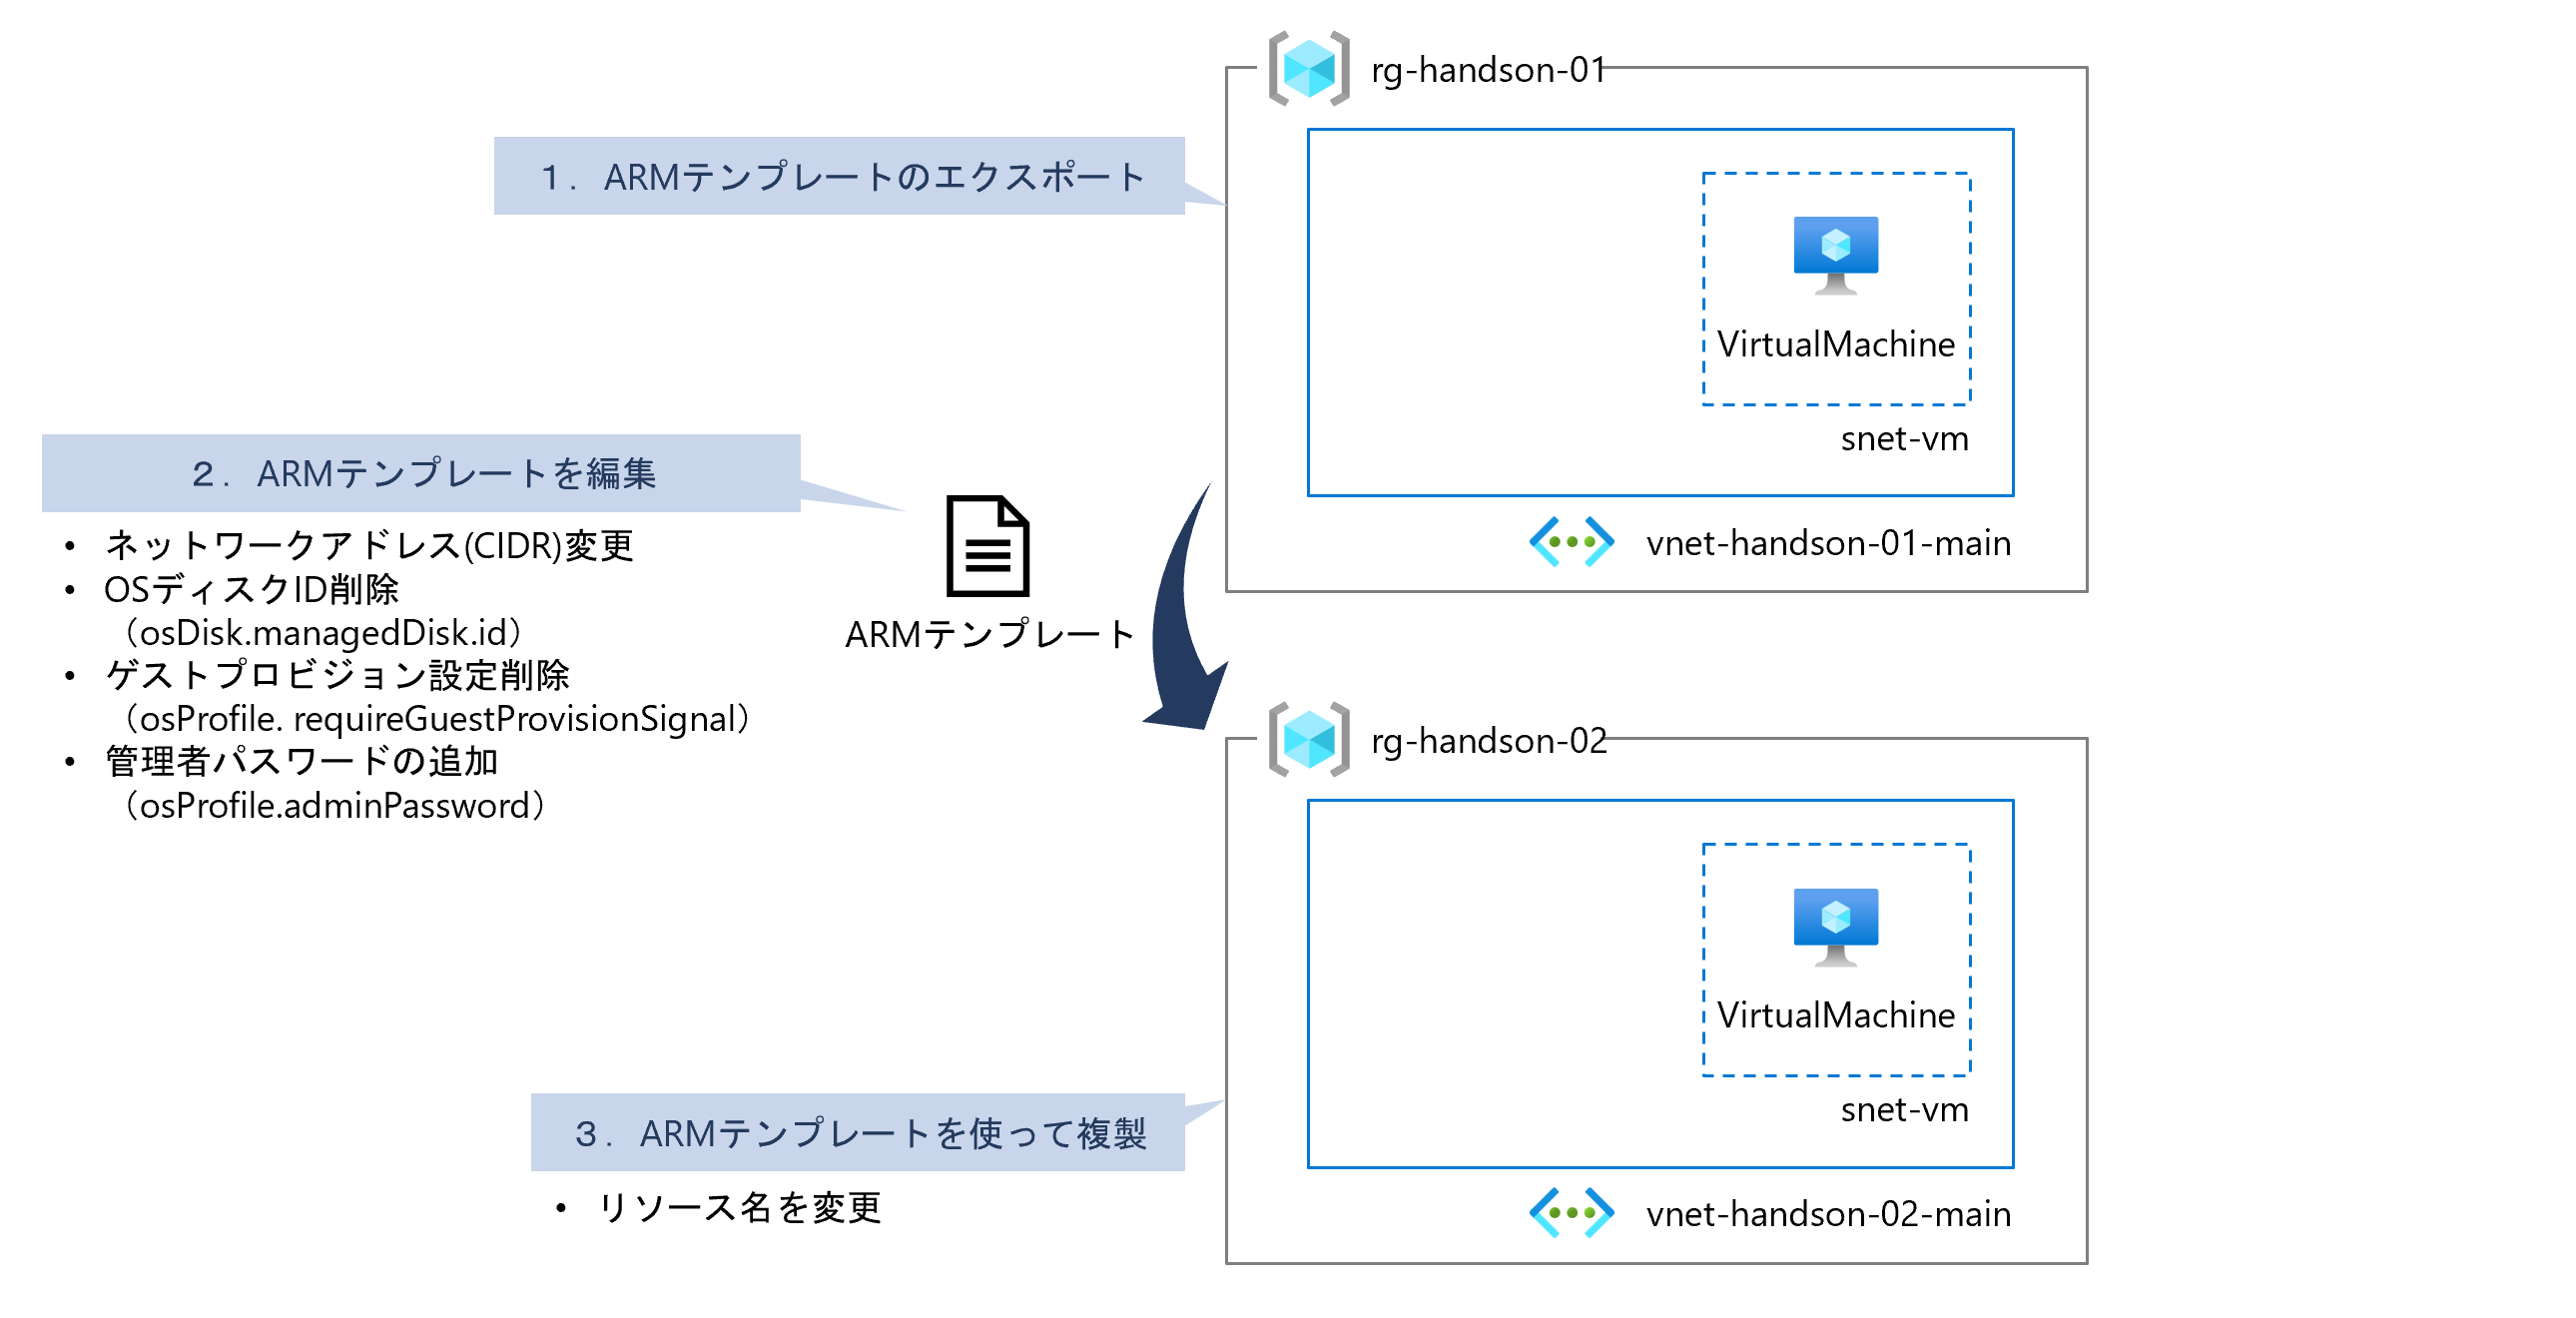 rg-handson-01
１．ARMテンプレートのエクスポート
VirtualMachine
snet-vm
vnet-handson-01-main
２．ARMテンプレートを編集
• ネットワークアドレス(CIDR)変更
• OSディスクID削除
（osDisk.managedDisk.id）
• ゲストプロビジョン設定削除
（osProfile. requireGuestProvisionSignal）
• 管理者パスワードの追加
（osProfile.adminPassword）
ARMテンプレート
rg-handson-02
VirtualMachine
snet-vm
vnet-handson-02-main
３．ARMテンプレートを使って複製
• リソース名を変更